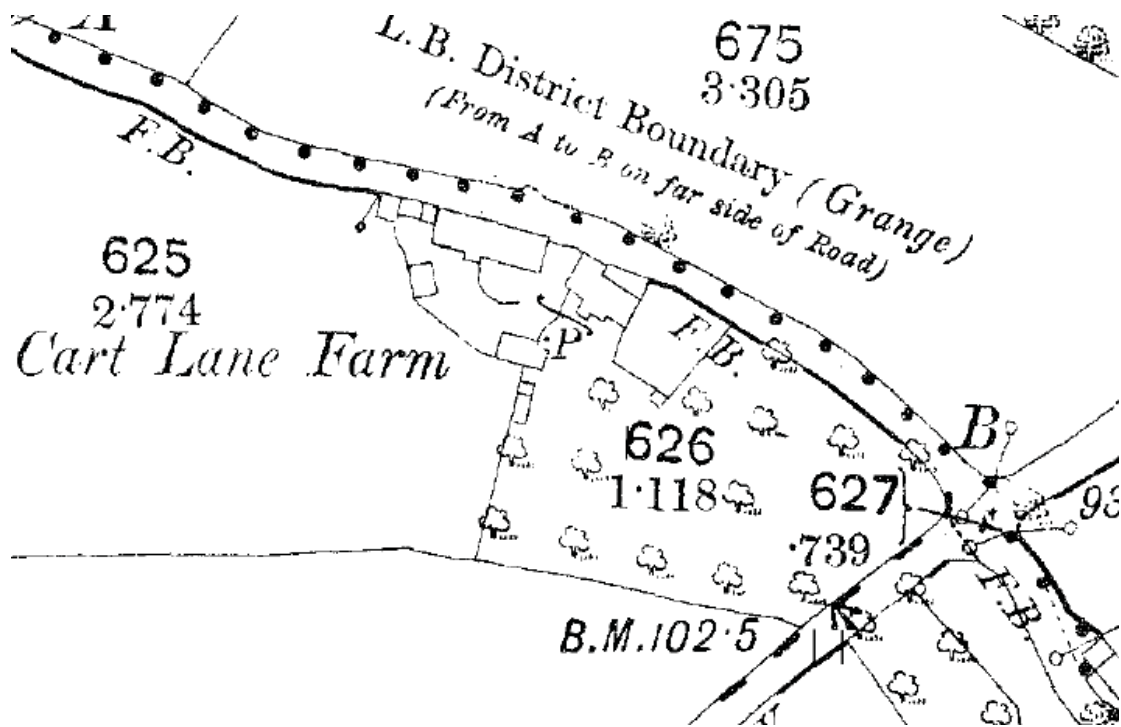 A
675
3·305
L.B. District Boundary (Grange)
(From A to B on far side of Road)
F.B.
625
2·774
Cart Lane Farm
P
F.B.
B
626
1·118
627
·739
93
F.B.
B.M.102·5